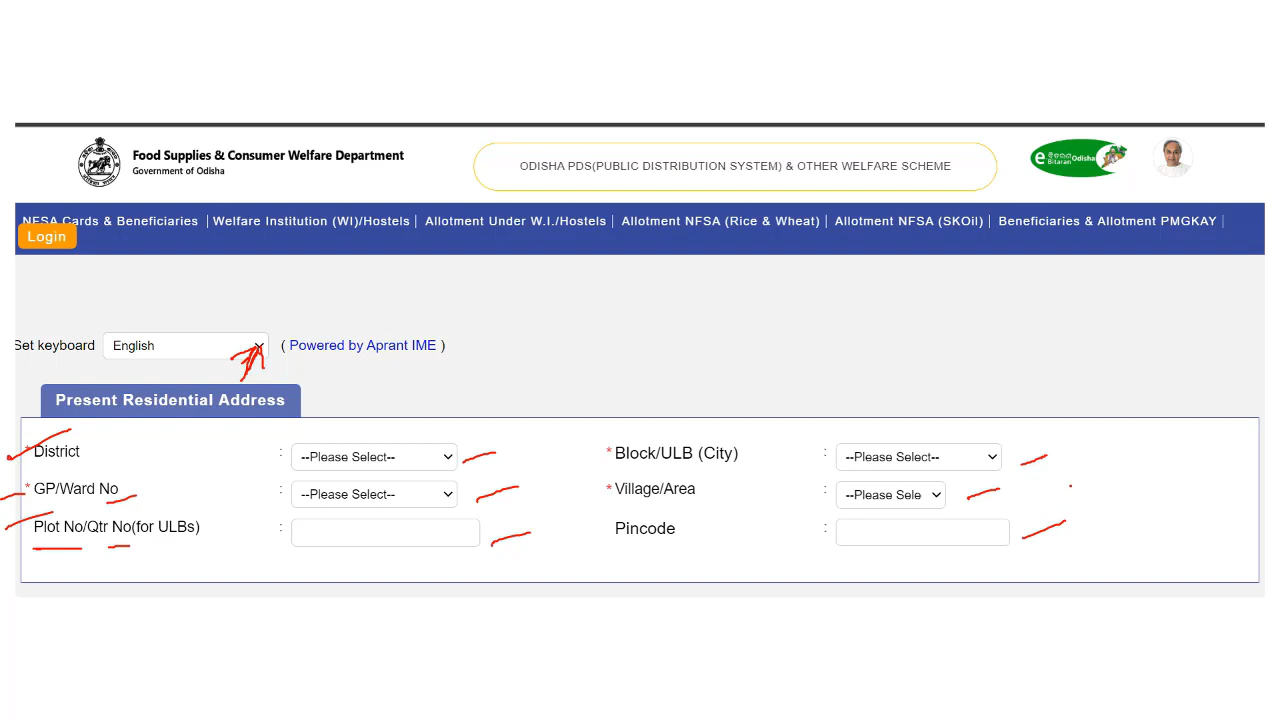 Food Supplies & Consumer Welfare Department
Government of Odisha
ODISHA PDS(PUBLIC DISTRIBUTION SYSTEM) & OTHER WELFARE SCHEME
e ଵିତରଣ Bitaran Odisha
NFSA Cards & Beneficiaries | Welfare Institution (WI)/Hostels | Allotment Under W.I./Hostels | Allotment NFSA (Rice & Wheat) | Allotment NFSA (SKOil) | Beneficiaries & Allotment PMGKAY |
Login
Set keyboard English ( Powered by Aprant IME )
Present Residential Address
* District : --Please Select-- * Block/ULB (City) : --Please Select--
* GP/Ward No : --Please Select-- * Village/Area : --Please Sele
Plot No/Qtr No(for ULBs) : Pincode :